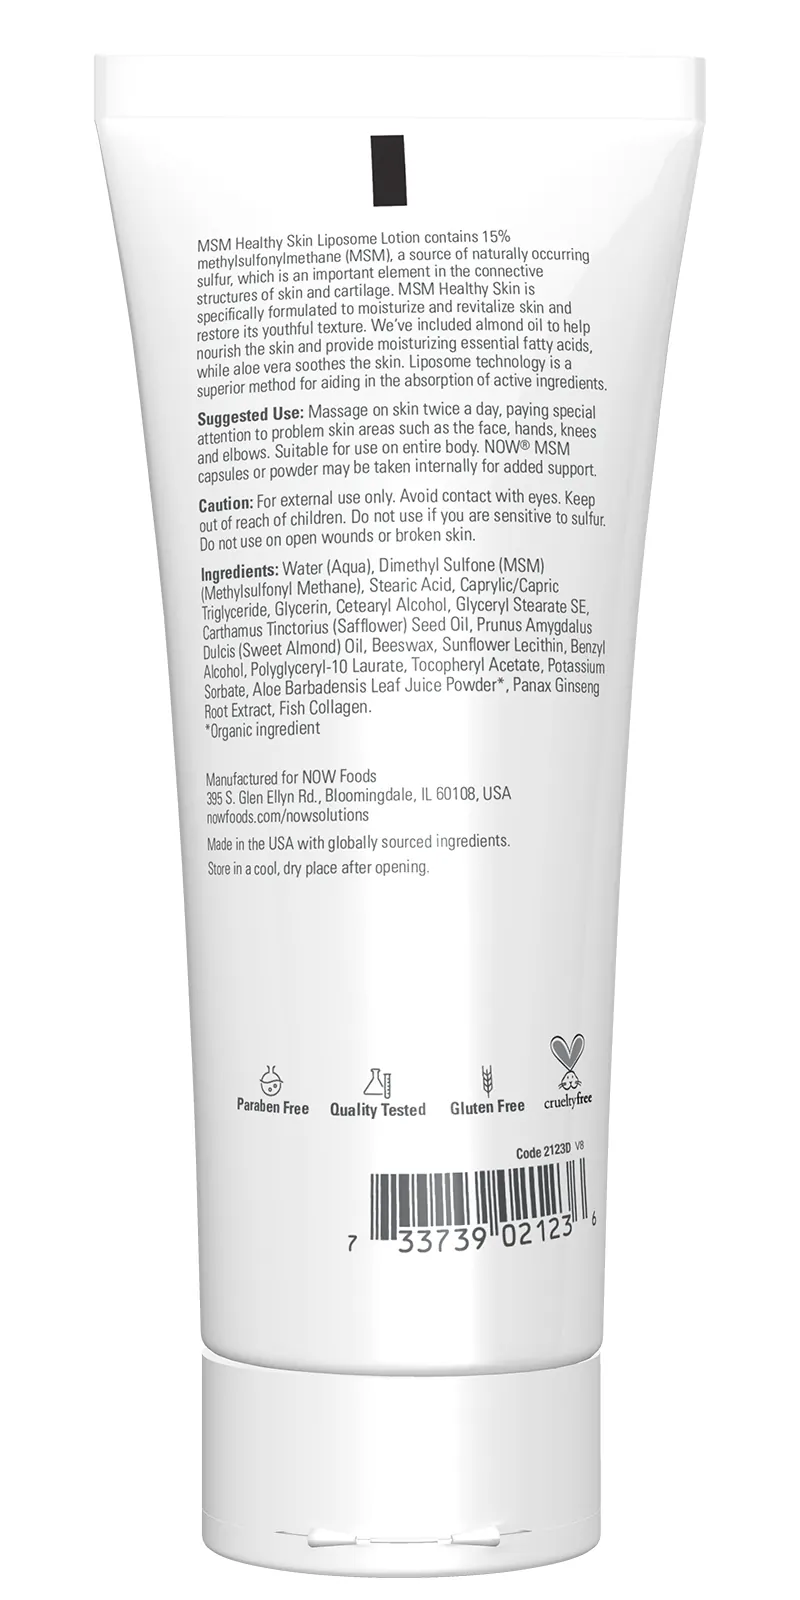 MSM Healthy Skin Liposome Lotion contains 15%
methylsulfonylmethane (MSM), a source of naturally occurring
sulfur, which is an important element in the connective
structures of skin and cartilage. MSM Healthy Skin is
specifically formulated to moisturize and revitalize skin and
restore its youthful texture. We've included almond oil to help
nourish the skin and provide moisturizing essential fatty acids,
while aloe vera soothes the skin. Liposome technology is a
superior method for aiding in the absorption of active ingredients.
Suggested Use: Massage on skin twice a day, paying special
attention to problem skin areas such as the face, hands, knees
and elbows. Suitable for use on entire body. NOW® MSM
capsules or powder may be taken internally for added support.
Caution: For external use only. Avoid contact with eyes. Keep
out of reach of children. Do not use if you are sensitive to sulfur.
Do not use on open wounds or broken skin.
Ingredients: Water (Aqua), Dimethyl Sulfone (MSM)
(Methylsulfonyl Methane), Stearic Acid, Caprylic/Capric
Triglyceride, Glycerin, Cetearyl Alcohol, Glyceryl Stearate SE,
Carthamus Tinctorius (Safflower) Seed Oil, Prunus Amygdalus
Dulcis (Sweet Almond) Oil, Beeswax, Sunflower Lecithin, Benzyl
Alcohol, Polyglyceryl-10 Laurate, Tocopheryl Acetate, Potassium
Sorbate, Aloe Barbadensis Leaf Juice Powder*, Panax Ginseng
Root Extract, Fish Collagen.
*Organic ingredient
Manufactured for NOW Foods
395 S. Glen Ellyn Rd., Bloomingdale, IL 60108, USA
nowfoods.com/nowsolutions
Made in the USA with globally sourced ingredients.
Store in a cool, dry place after opening.
Paraben Free
Quality Tested
Gluten Free
crueltyfree
Code 2123D V8
7 33739 02123 6